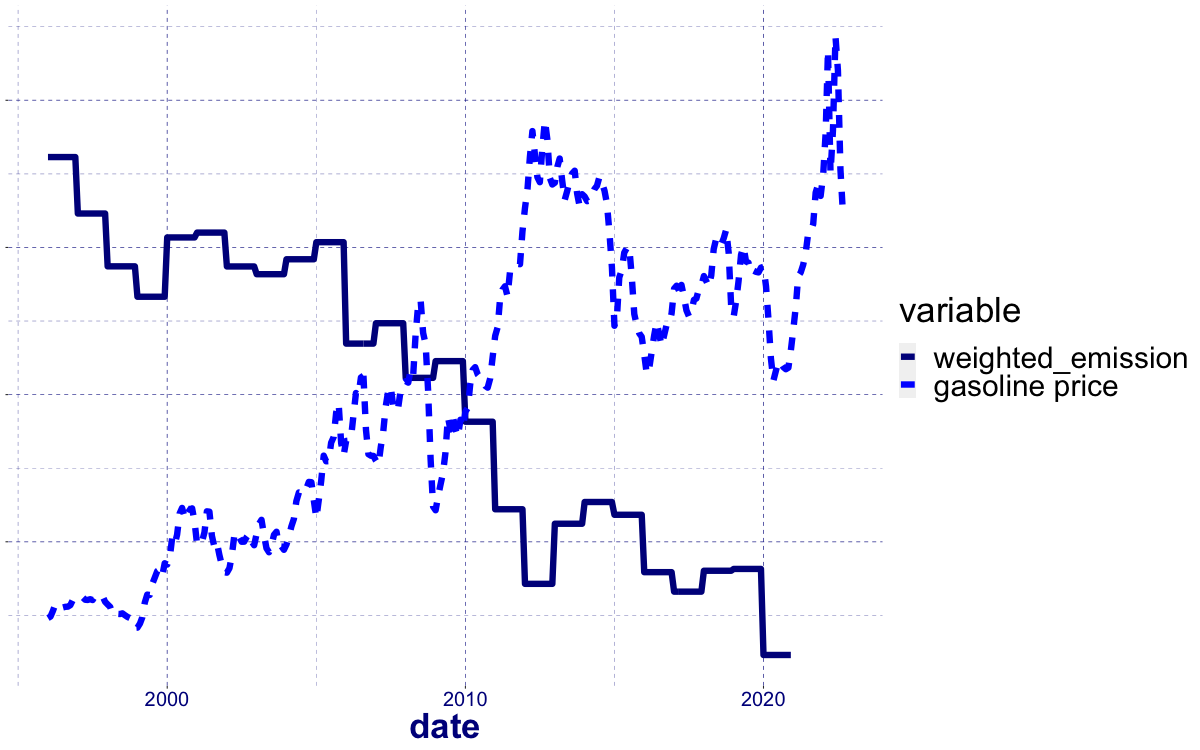 variable
weighted_emission
gasoline price
2000
2010
2020
date